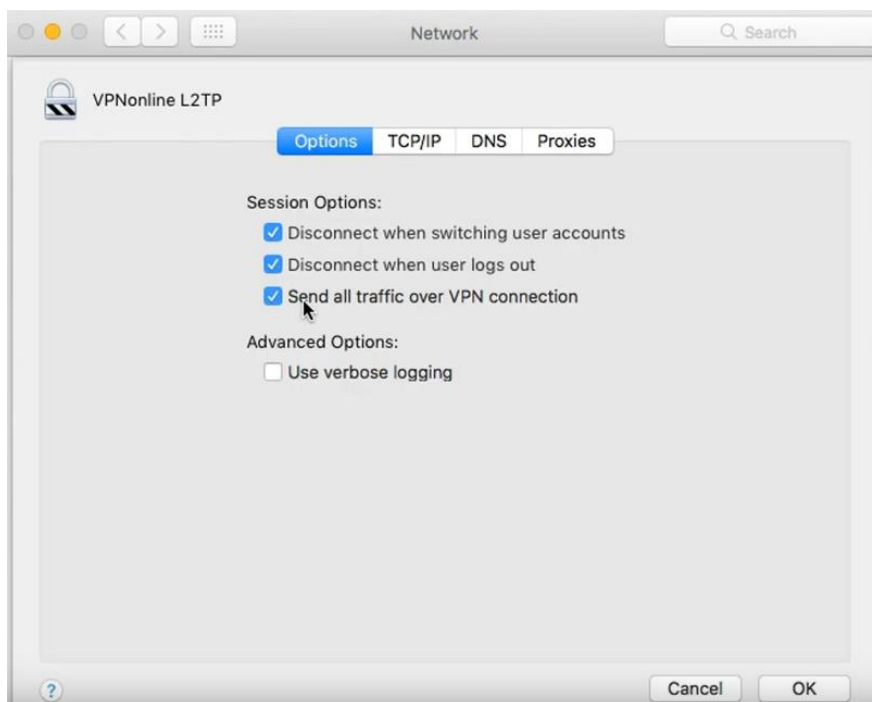 Network
Search
VPNonline L2TP
Options TCP/IP DNS Proxies
Session Options:
Disconnect when switching user accounts
Disconnect when user logs out
Send all traffic over VPN connection
Advanced Options:
Use verbose logging
? Cancel OK